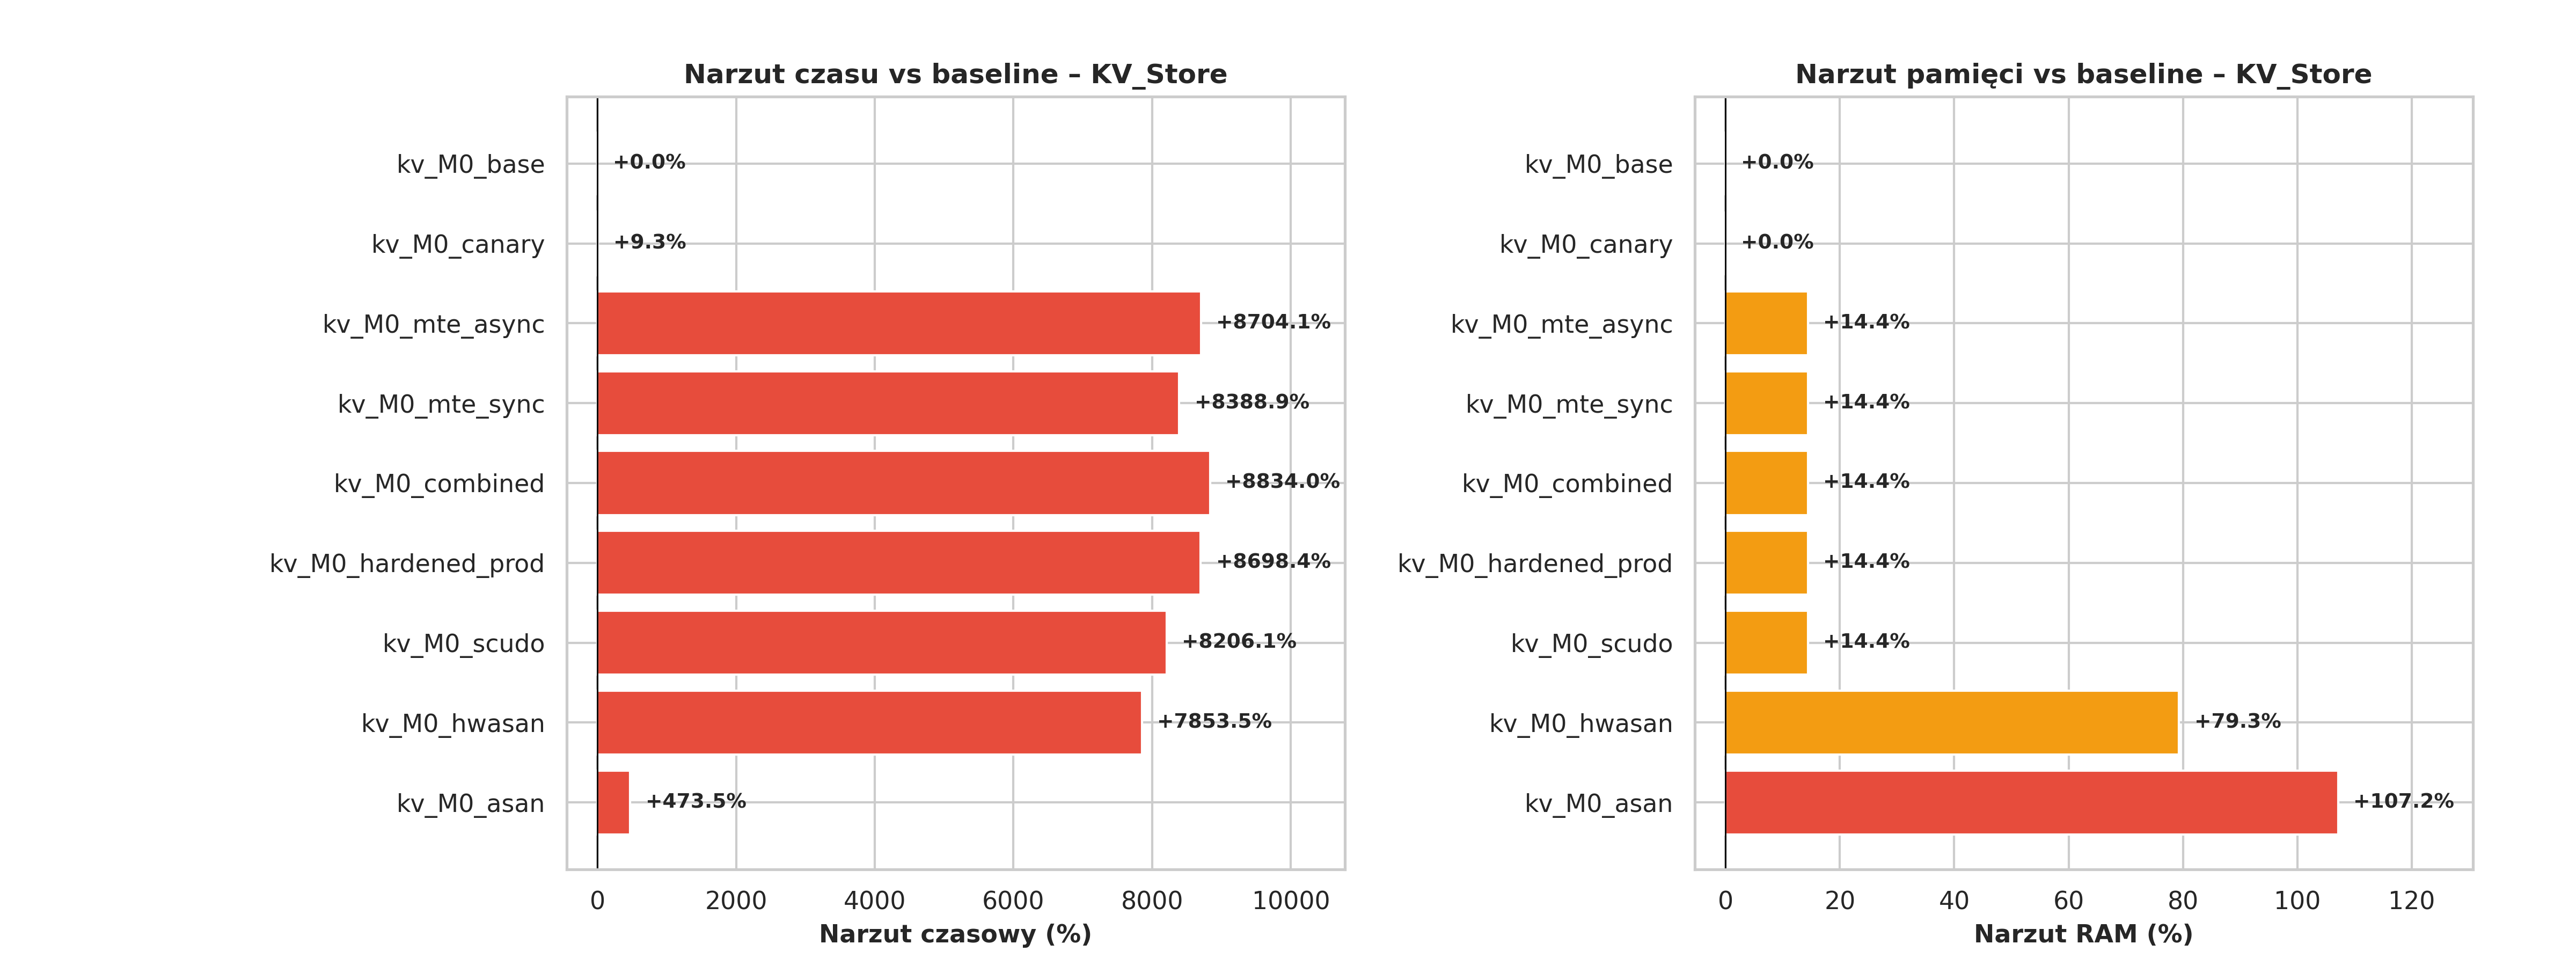 Narzut czasu vs baseline – KV_Store
kv_M0_base
+0.0%
kv_M0_canary
+9.3%
kv_M0_mte_async
+8704.1%
kv_M0_mte_sync
+8388.9%
kv_M0_combined
+8834.0%
kv_M0_hardened_prod
+8698.4%
kv_M0_scudo
+8206.1%
kv_M0_hwasan
+7853.5%
kv_M0_asan
+473.5%
0 2000 4000 6000 8000 10000
Narzut czasowy (%)
Narzut pamięci vs baseline – KV_Store
kv_M0_base
+0.0%
kv_M0_canary
+0.0%
kv_M0_mte_async
+14.4%
kv_M0_mte_sync
+14.4%
kv_M0_combined
+14.4%
kv_M0_hardened_prod
+14.4%
kv_M0_scudo
+14.4%
kv_M0_hwasan
+79.3%
kv_M0_asan
+107.2%
0 20 40 60 80 100 120
Narzut RAM (%)